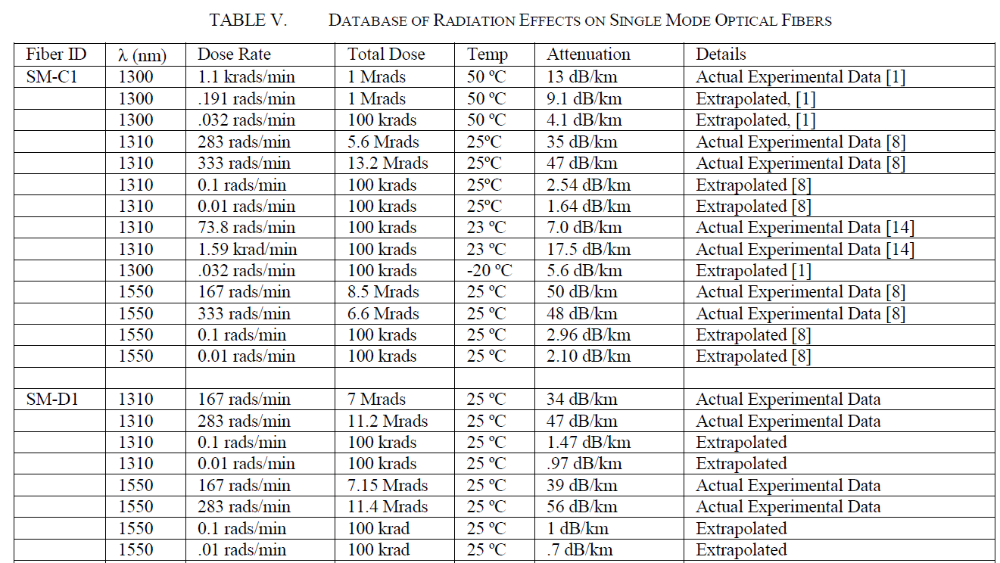 TABLE V. DATABASE OF RADIATION EFFECTS ON SINGLE MODE OPTICAL FIBERS
Fiber ID λ (nm) Dose Rate Total Dose Temp Attenuation Details
SM-C1 1300 1.1 krads/min 1 Mrads 50 ºC 13 dB/km Actual Experimental Data [1]
1300 .191 rads/min 1 Mrads 50 ºC 9.1 dB/km Extrapolated, [1]
1300 .032 rads/min 100 krads 50 ºC 4.1 dB/km Extrapolated, [1]
1310 283 rads/min 5.6 Mrads 25ºC 35 dB/km Actual Experimental Data [8]
1310 333 rads/min 13.2 Mrads 25ºC 47 dB/km Actual Experimental Data [8]
1310 0.1 rads/min 100 krads 25ºC 2.54 dB/km Extrapolated [8]
1310 0.01 rads/min 100 krads 25ºC 1.64 dB/km Extrapolated [8]
1310 73.8 rads/min 100 krads 23 ºC 7.0 dB/km Actual Experimental Data [14]
1310 1.59 krad/min 100 krads 23 ºC 17.5 dB/km Actual Experimental Data [14]
1300 .032 rads/min 100 krads -20 ºC 5.6 dB/km Extrapolated [1]
1550 167 rads/min 8.5 Mrads 25 ºC 50 dB/km Actual Experimental Data [8]
1550 333 rads/min 6.6 Mrads 25 ºC 48 dB/km Actual Experimental Data [8]
1550 0.1 rads/min 100 krads 25 ºC 2.96 dB/km Extrapolated [8]
1550 0.01 rads/min 100 krads 25 ºC 2.10 dB/km Extrapolated [8]
SM-D1 1310 167 rads/min 7 Mrads 25 ºC 34 dB/km Actual Experimental Data
1310 283 rads/min 11.2 Mrads 25 ºC 47 dB/km Actual Experimental Data
1310 0.1 rads/min 100 krads 25 ºC 1.47 dB/km Extrapolated
1310 0.01 rads/min 100 krads 25 ºC .97 dB/km Extrapolated
1550 167 rads/min 7.15 Mrads 25 ºC 39 dB/km Actual Experimental Data
1550 283 rads/min 11.4 Mrads 25 ºC 56 dB/km Actual Experimental Data
1550 0.1 rads/min 100 krad 25 ºC 1 dB/km Extrapolated
1550 .01 rads/min 100 krad 25 ºC .7 dB/km Extrapolated